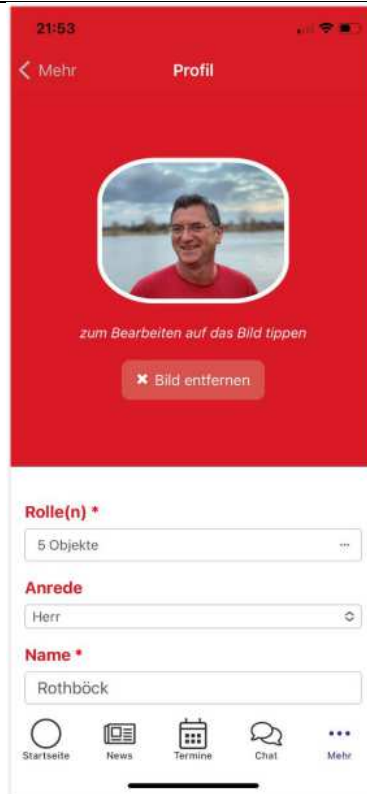 21:53
Mehr
Profil
zum Bearbeiten auf das Bild tippen
✖ Bild entfernen
Rolle(n) *
5 Objekte ...
Anrede
Herr
Name *
Rothböck
Startseite News Termine Chat Mehr